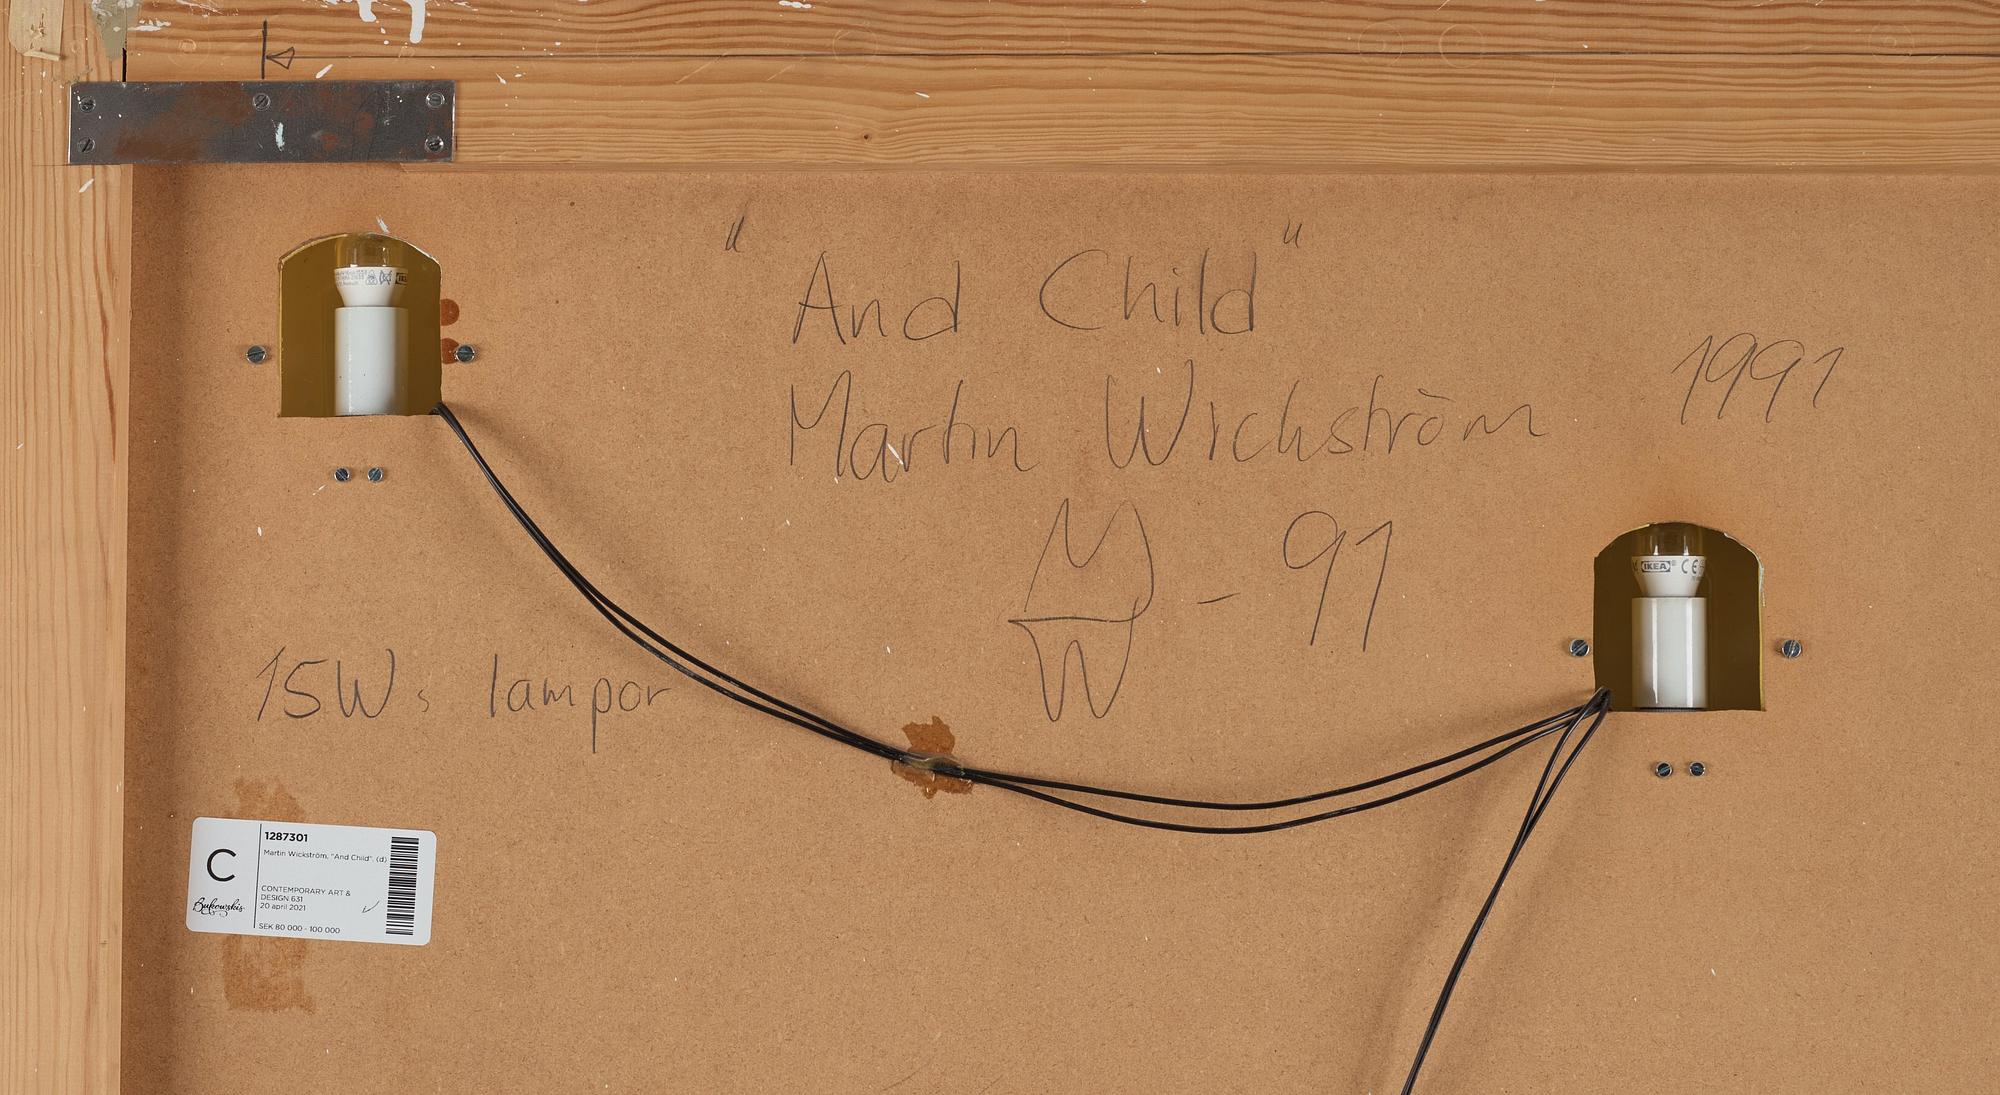 "And Child"
Martin Wickström 1991
MW - 91
15W s lampor
IKEA CE
1287301
Martin Wickström, "And Child". (d)
C
CONTEMPORARY ART &
DESIGN 631
20 april 2021
Bukowskis
SEK 80 000 - 100 000